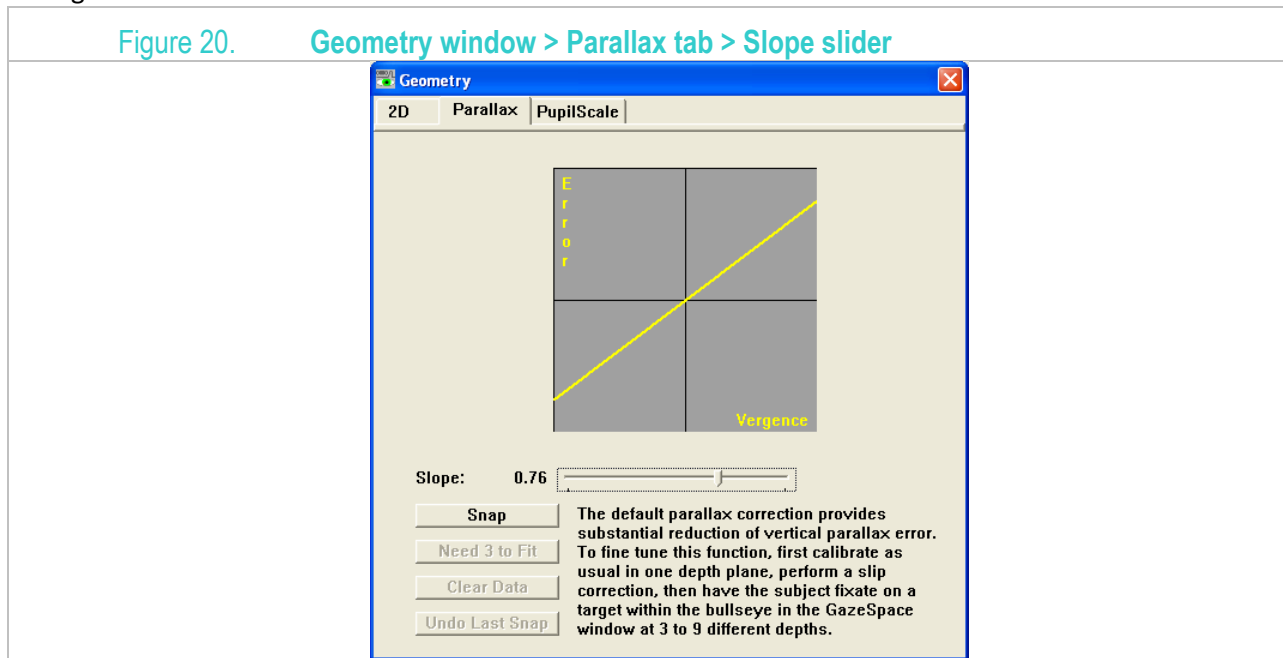 Figure 20. Geometry window > Parallax tab > Slope slider
Geometry
2D Parallax PupilScale
Error
Vergence
Slope: 0.76
Snap
Need 3 to Fit
Clear Data
Undo Last Snap
The default parallax correction provides
substantial reduction of vertical parallax error.
To fine tune this function, first calibrate as
usual in one depth plane, perform a slip
correction, then have the subject fixate on a
target within the bullseye in the GazeSpace
window at 3 to 9 different depths.